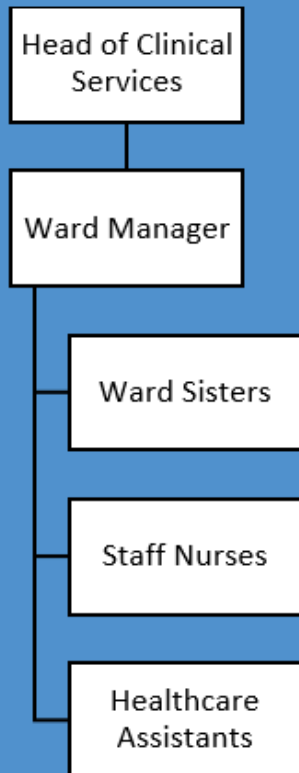 Head of Clinical
Services
Ward Manager
Ward Sisters
Staff Nurses
Healthcare
Assistants